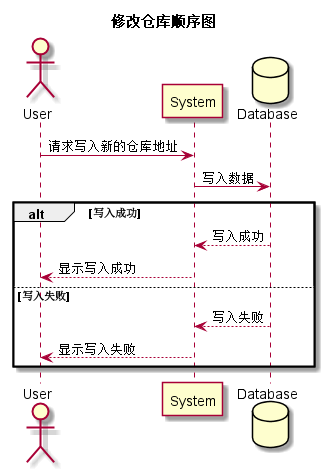 修改仓库顺序图
User
System
Database
请求写入新的仓库地址
写入数据
alt [写入成功]
写入成功
显示写入成功
[写入失败]
写入失败
显示写入失败
User
System
Database